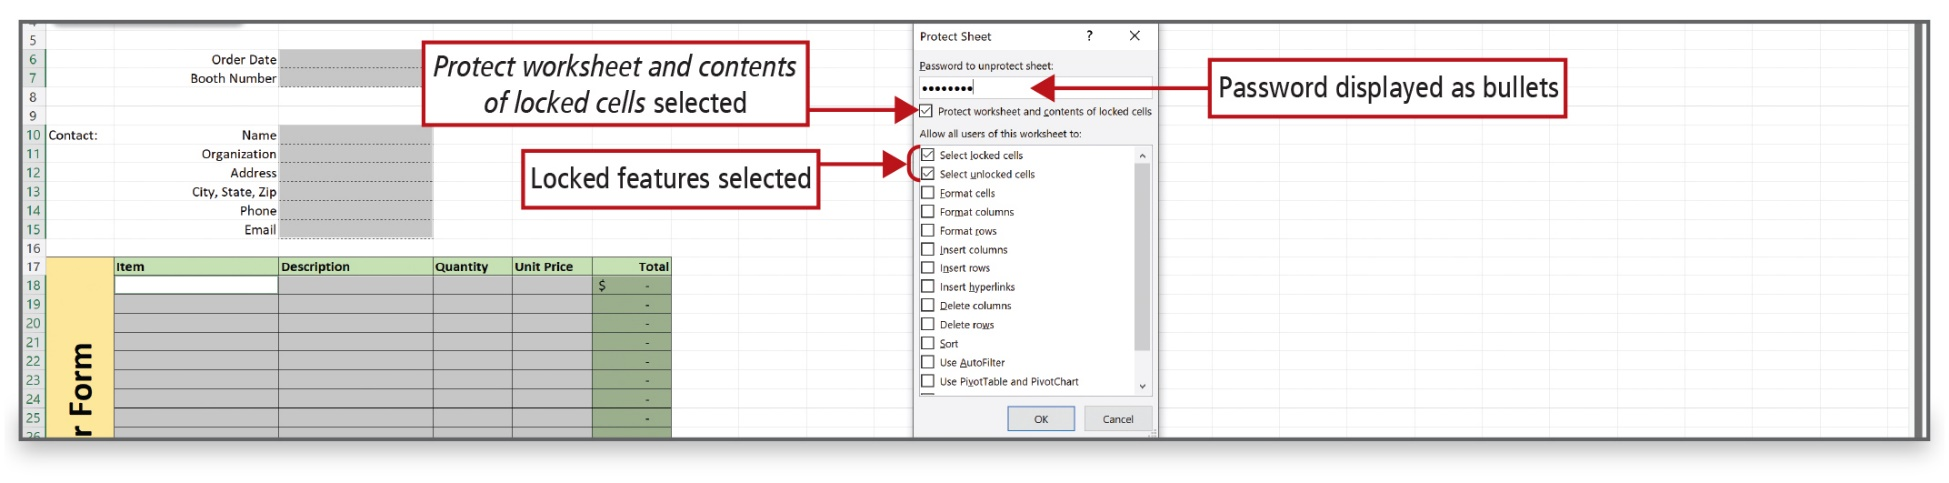 5
6 Order Date
7 Booth Number
8
9
10 Contact: Name
11 Organization
12 Address
13 City, State, Zip
14 Phone
15 Email
16
17 Item Description Quantity Unit Price Total
18 $ -
19 -
20 -
21 -
22 -
23 -
24 -
25 -
26
r Form
Protect worksheet and contents
of locked cells selected
Locked features selected
Protect Sheet ? ×
Password to unprotect sheet:
••••••••
Protect worksheet and contents of locked cells
Allow all users of this worksheet to:
Select locked cells
Select unlocked cells
Format cells
Format columns
Format rows
Insert columns
Insert rows
Insert hyperlinks
Delete columns
Delete rows
Sort
Use AutoFilter
Use PivotTable and PivotChart
OK Cancel
Password displayed as bullets